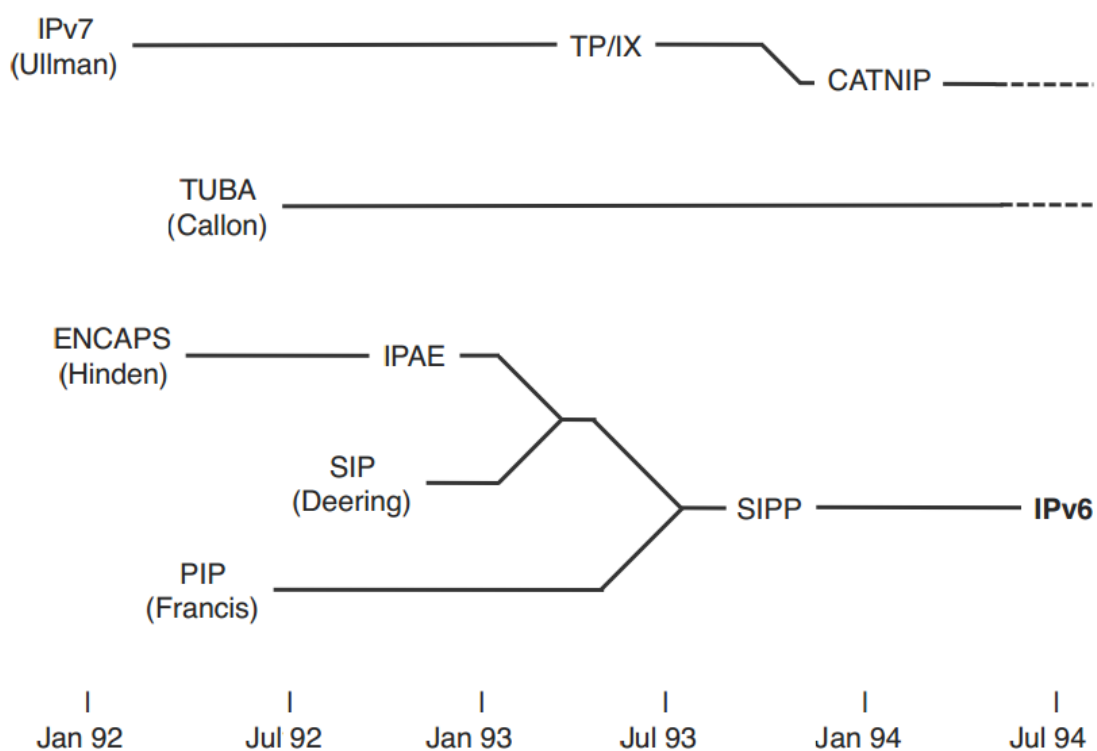 IPv7
(Ullman)
TP/IX
CATNIP
TUBA
(Callon)
ENCAPS
(Hinden)
IPAE
SIP
(Deering)
SIPP
IPv6
PIP
(Francis)
Jan 92
Jul 92
Jan 93
Jul 93
Jan 94
Jul 94